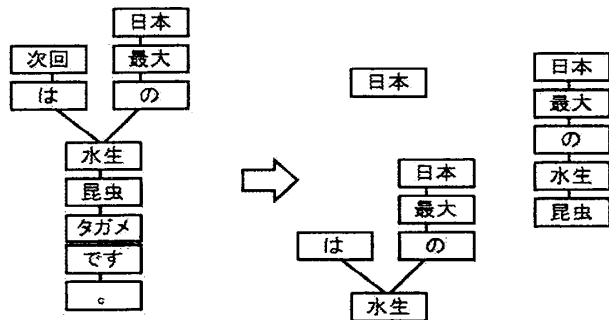 日本
次回
最大
は
の
水生
昆虫
タガメ
です
。
日本
日本
最大
は
の
水生
日本
最大
の
水生
昆虫